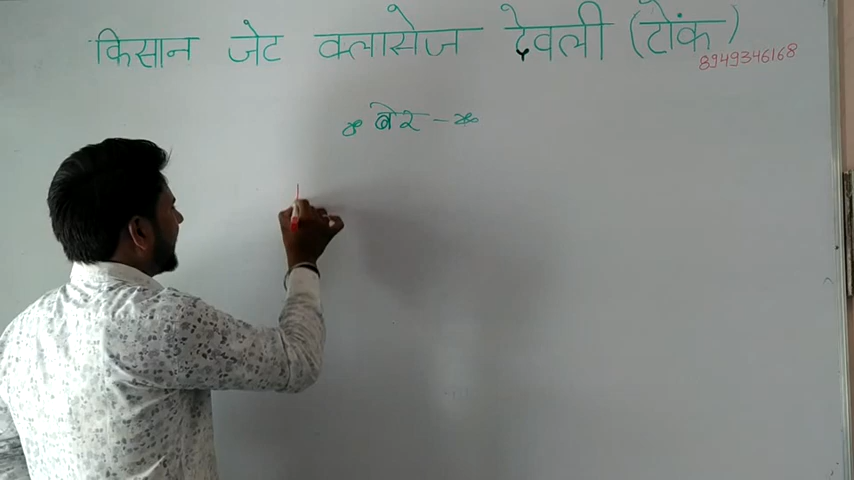 किसान जेट क्लासेज देवली (टोंक)
8949346168
* बेर - *